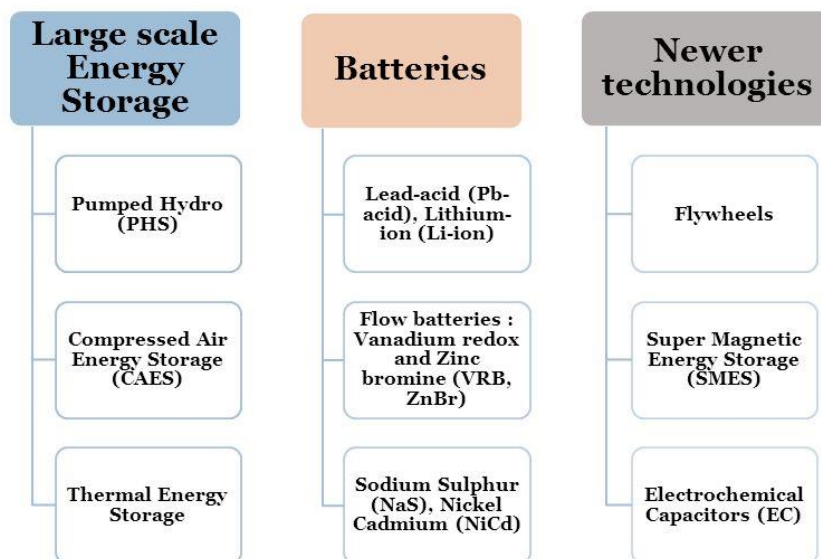 Large scale
Energy
Storage
Pumped Hydro
(PHS)
Compressed Air
Energy Storage
(CAES)
Thermal Energy
Storage
Batteries
Lead-acid (Pb-
acid), Lithium-
ion (Li-ion)
Flow batteries :
Vanadium redox
and Zinc
bromine (VRB,
ZnBr)
Sodium Sulphur
(NaS), Nickel
Cadmium (NiCd)
Newer
technologies
Flywheels
Super Magnetic
Energy Storage
(SMES)
Electrochemical
Capacitors (EC)